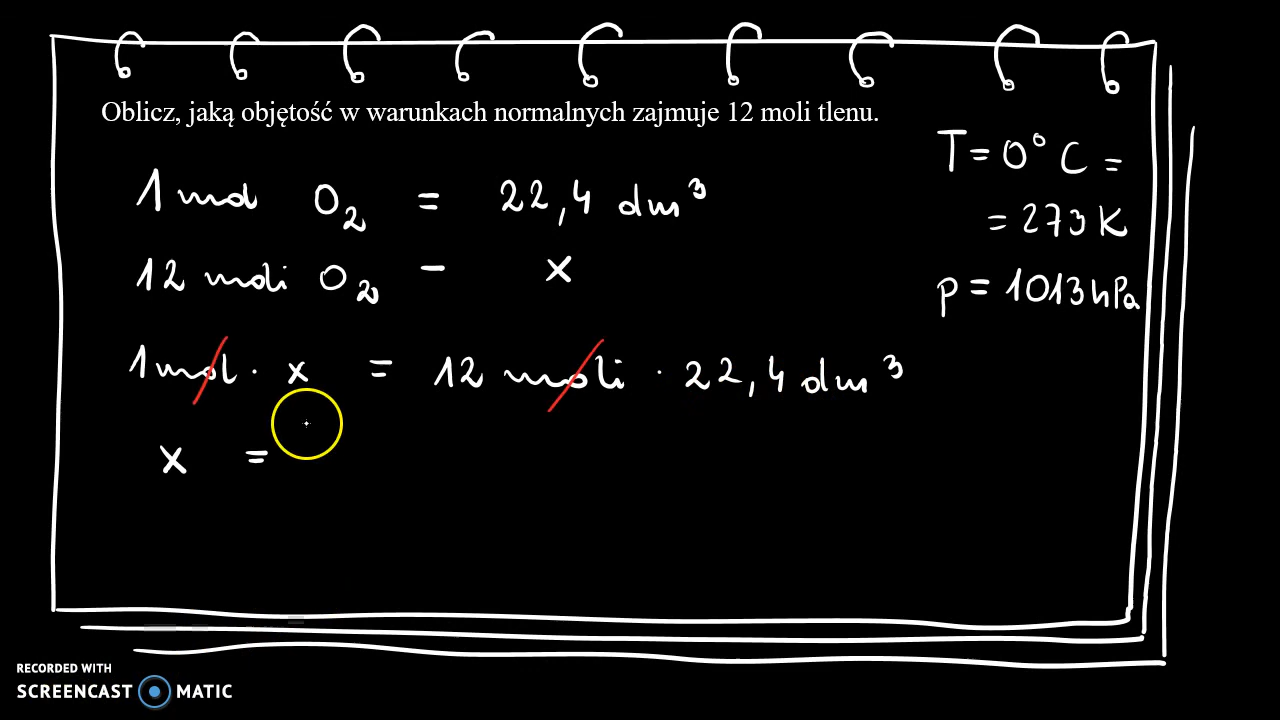 Oblicz, jaką objętość w warunkach normalnych zajmuje 12 moli tlenu.
T = 0° C =
= 273 K
p = 1013 hPa
1 mol O₂ = 22,4 dm³
12 moli O₂ – x
1 mol · x = 12 moli · 22,4 dm³
x =
RECORDED WITH
SCREENCAST MATIC